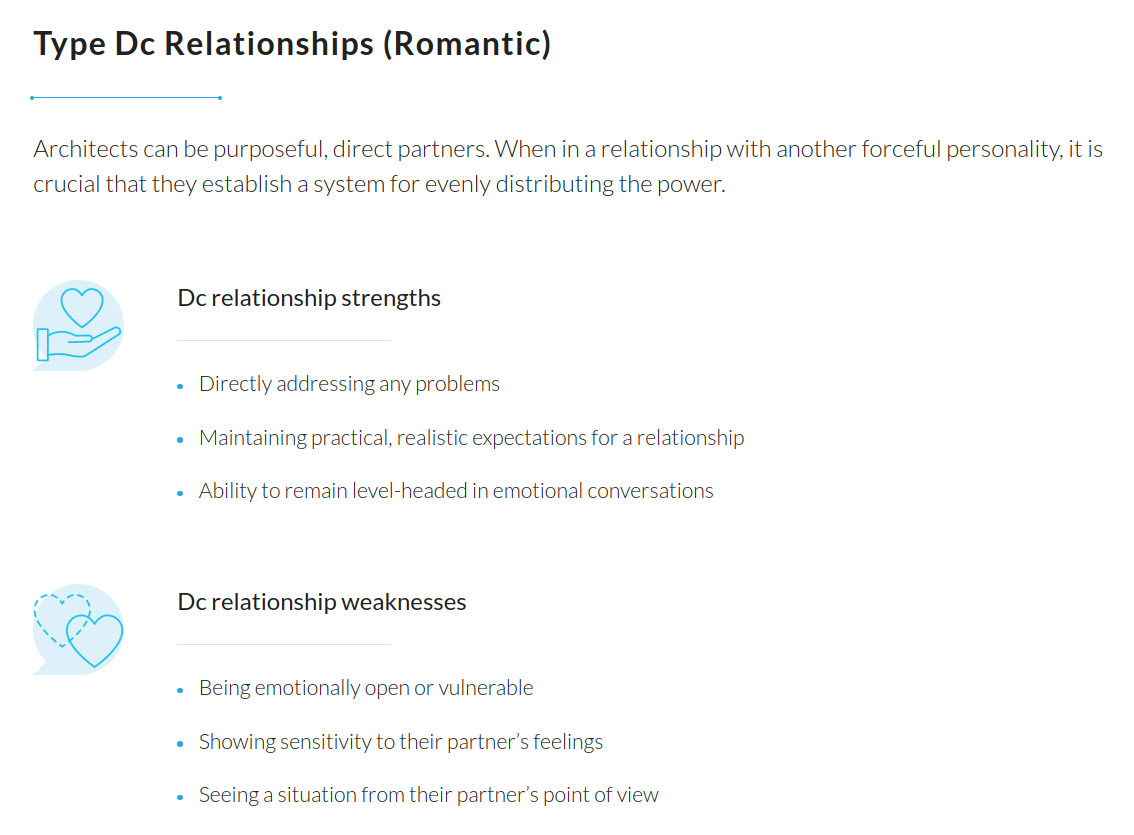 Type Dc Relationships (Romantic)
Architects can be purposeful, direct partners. When in a relationship with another forceful personality, it is
crucial that they establish a system for evenly distributing the power.
Dc relationship strengths
Directly addressing any problems
Maintaining practical, realistic expectations for a relationship
Ability to remain level-headed in emotional conversations
Dc relationship weaknesses
Being emotionally open or vulnerable
Showing sensitivity to their partner’s feelings
Seeing a situation from their partner’s point of view